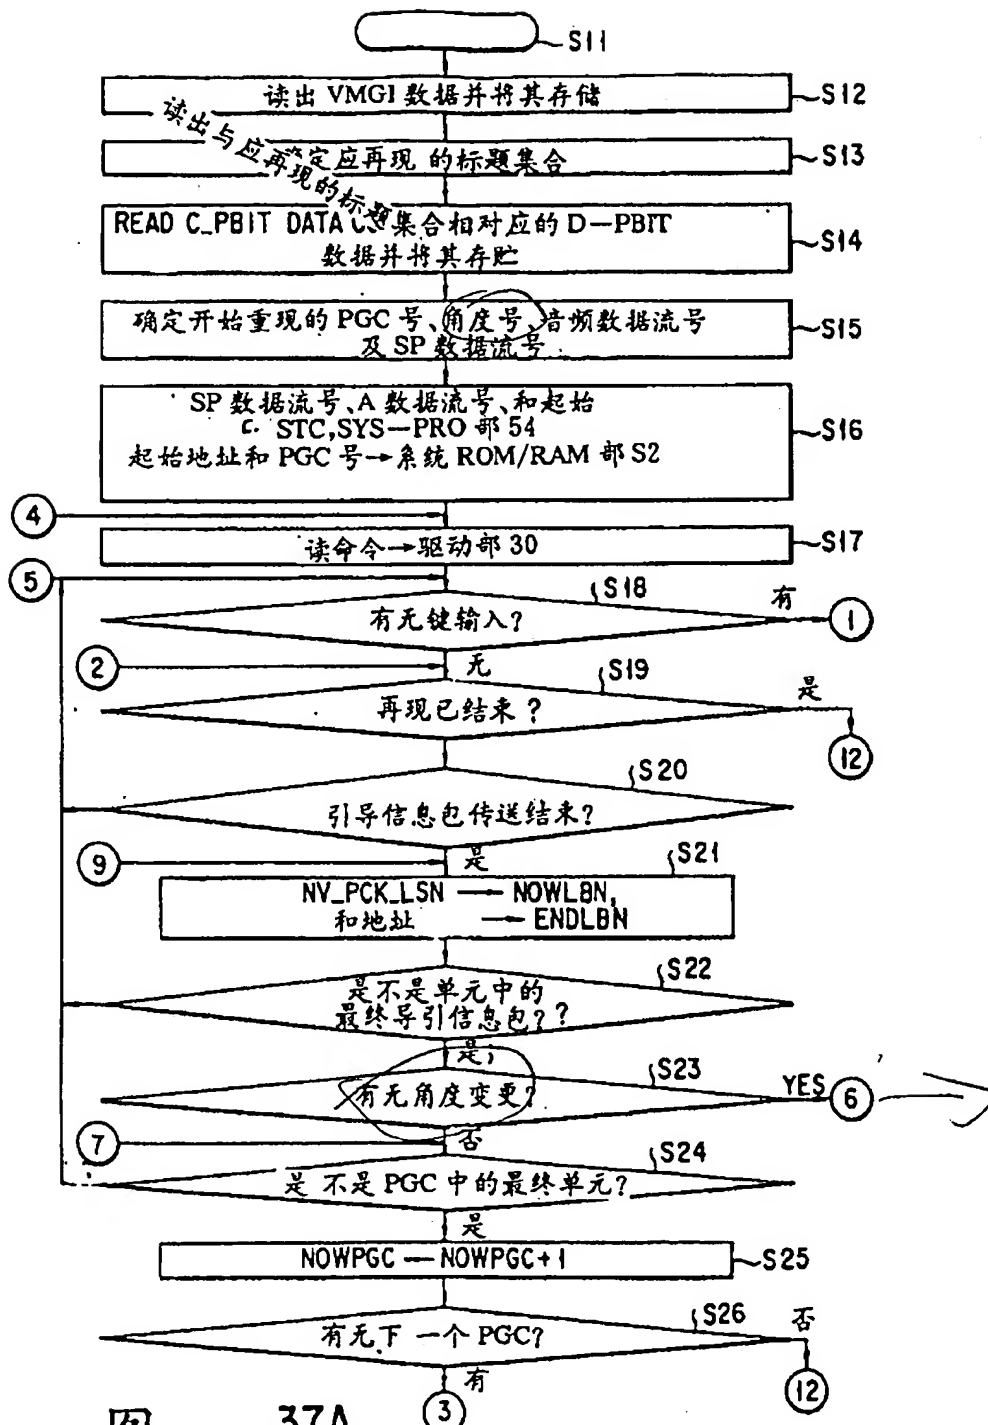 S11
读出 VMGI 数据并将其存储
S12
读出与应再现的标题
定应再现 的标题集合
S13
READ C_PBIT DATA
集合相对应的 D-PBIT
数据并将其存贮
S14
确定开始重现的 PGC 号、角度号、音频数据流号
及 SP 数据流号.
S15
SP 数据流号、A 数据流号、和起始
C. STC,SYS-PRO 部 54
起始地址和 PGC 号→系统 ROM/RAM 部 S2
S16
4
读命令→驱动部 30
S17
5
S18
有无键输入?
有
1
2
无
S19
再现已结束 ?
是
12
S20
引导信息包传送结束?
9
是
S21
NV_PCK_LSN → NOWLBN,
和地址 → ENDLBN
S22
是不是单元中的
最终导引信息包??
是;
S23
有无角度变更?
YES
6
7
否
S24
是 不是 PGC 中的最终单元?
是
NOWPGC — NOWPGC+1
S25
S26
有无下 一个 PGC?
否
12
有
3
图 37A